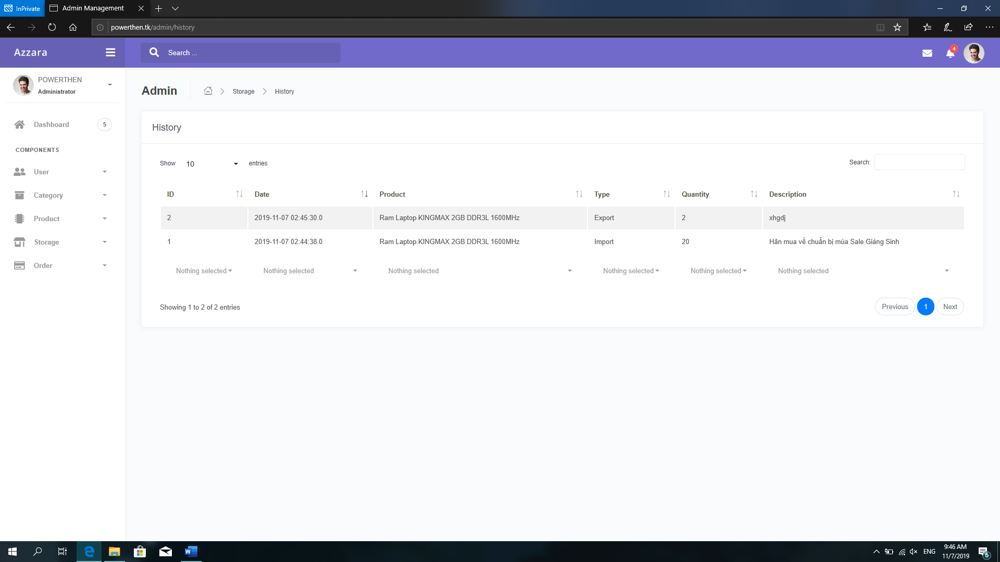 InPrivate
Admin Management
powerthen.tk/admin/history
Azzara
Search ...
4
POWERTHEN
Administrator
Admin
Storage
History
Dashboard
5
COMPONENTS
User
Category
Product
Storage
Order
History
Show 10 entries
Search:
ID Date Product Type Quantity Description
2 2019-11-07 02:45:30.0 Ram Laptop KINGMAX 2GB DDR3L 1600MHz Export 2 xhgdj
1 2019-11-07 02:44:38.0 Ram Laptop KINGMAX 2GB DDR3L 1600MHz Import 20 Hân mua về chuẩn bị mùa Sale Giáng Sinh
Nothing selected Nothing selected Nothing selected Nothing selected Nothing selected Nothing selected
Showing 1 to 2 of 2 entries
Previous 1 Next
ENG
9:46 AM
11/7/2019
6